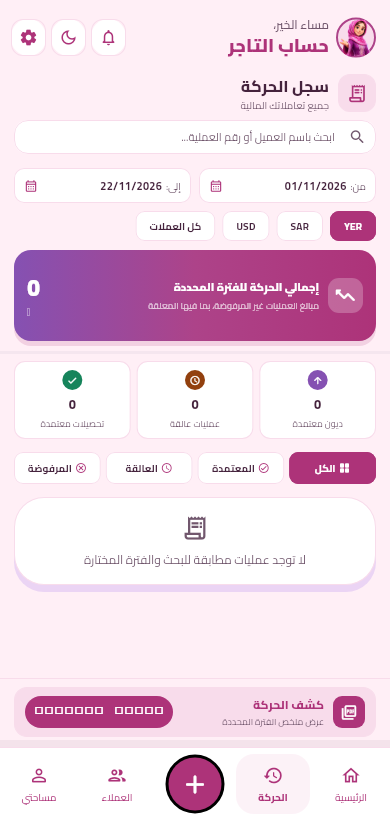 مساء الخير،
حساب التاجر
سجل الحركة
جميع تعاملاتك المالية
ابحث باسم العميل أو رقم العملية...
من: 01/11/2026
إلى: 22/11/2026
YER
SAR
USD
كل العملات
إجمالي الحركة للفترة المحددة
مبالغ العمليات غير المرفوضة، بما فيها المعلقة
0
0
ديون معتمدة
0
عمليات عالقة
0
تحصيلات معتمدة
الكل
المعتمدة
العالقة
المرفوضة
لا توجد عمليات مطابقة للبحث والفترة المختارة
كشف الحركة
عرض ملخص الفترة المحددة
الرئيسية
الحركة
العملاء
مساحتي